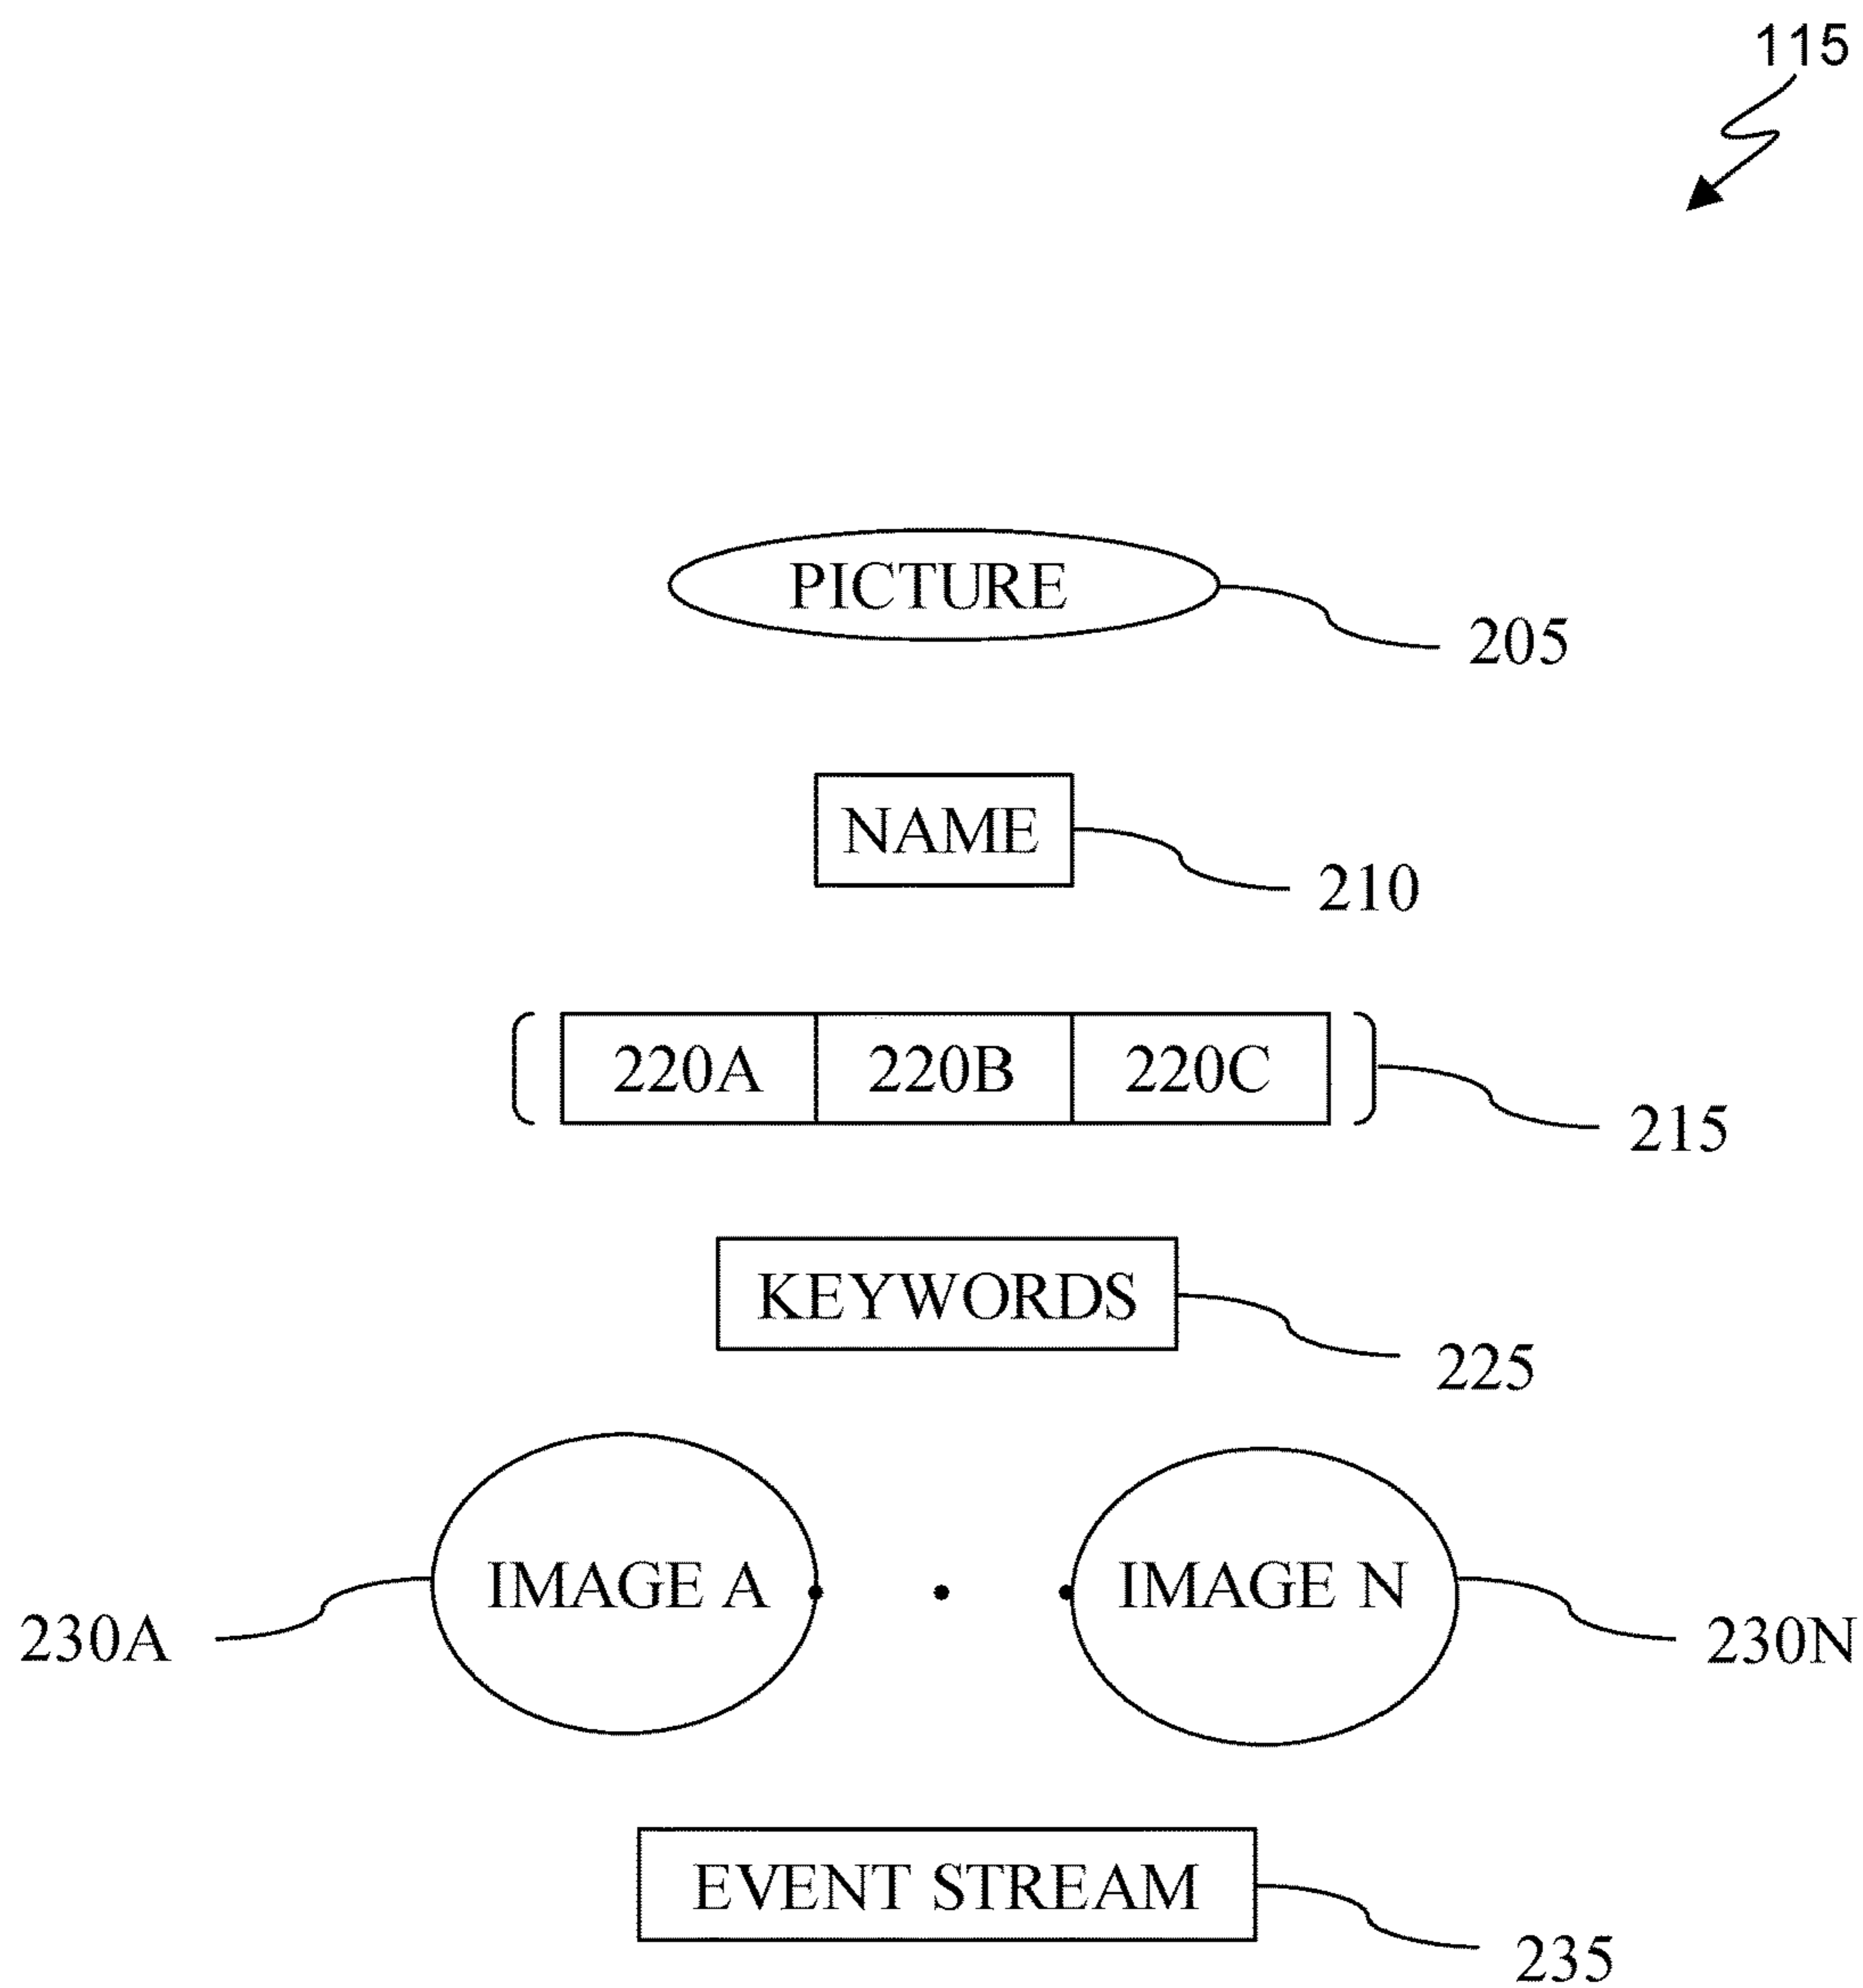 115
PICTURE
205
NAME
210
220A 220B 220C
215
KEYWORDS
225
IMAGE A IMAGE N
230A 230N
EVENT STREAM
235